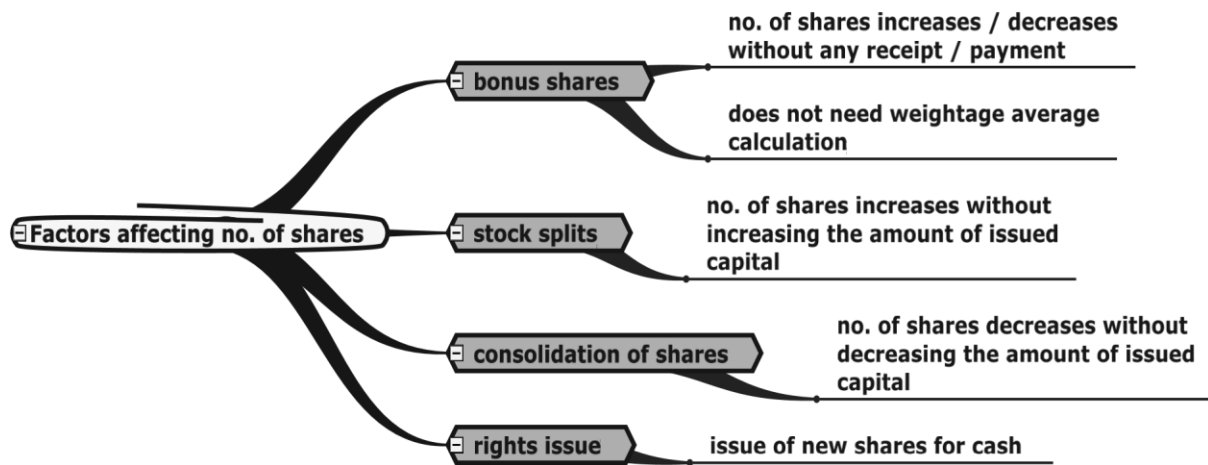 no. of shares increases / decreases
without any receipt / payment
bonus shares
does not need weightage average
calculation
Factors affecting no. of shares
stock splits
no. of shares increases without
increasing the amount of issued
capital
consolidation of shares
no. of shares decreases without
decreasing the amount of issued
capital
rights issue
issue of new shares for cash